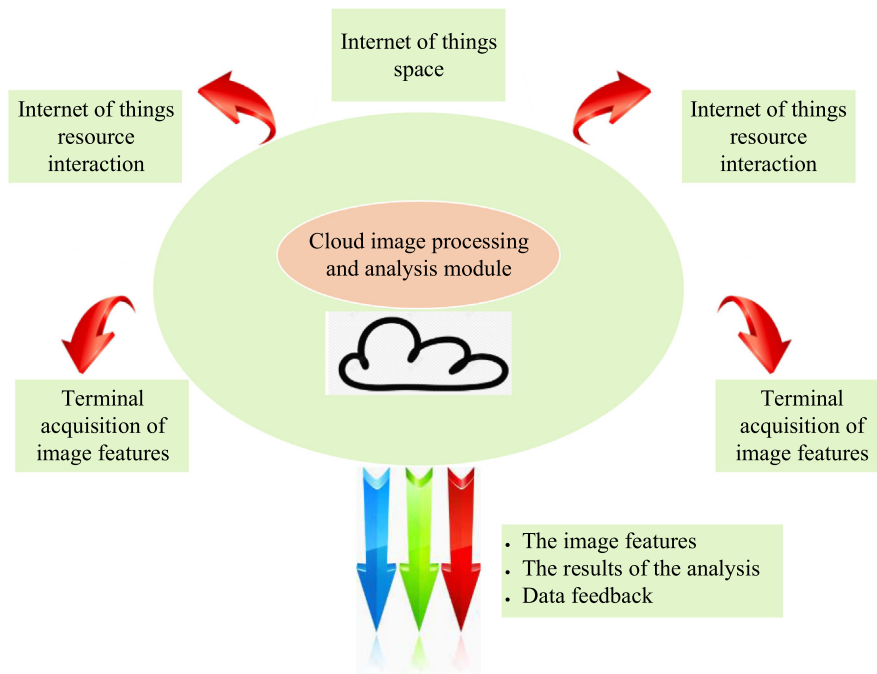 Internet of things
space
Internet of things
resource
interaction
Internet of things
resource
interaction
Cloud image processing
and analysis module
Terminal
acquisition of
image features
Terminal
acquisition of
image features
• The image features
• The results of the analysis
• Data feedback